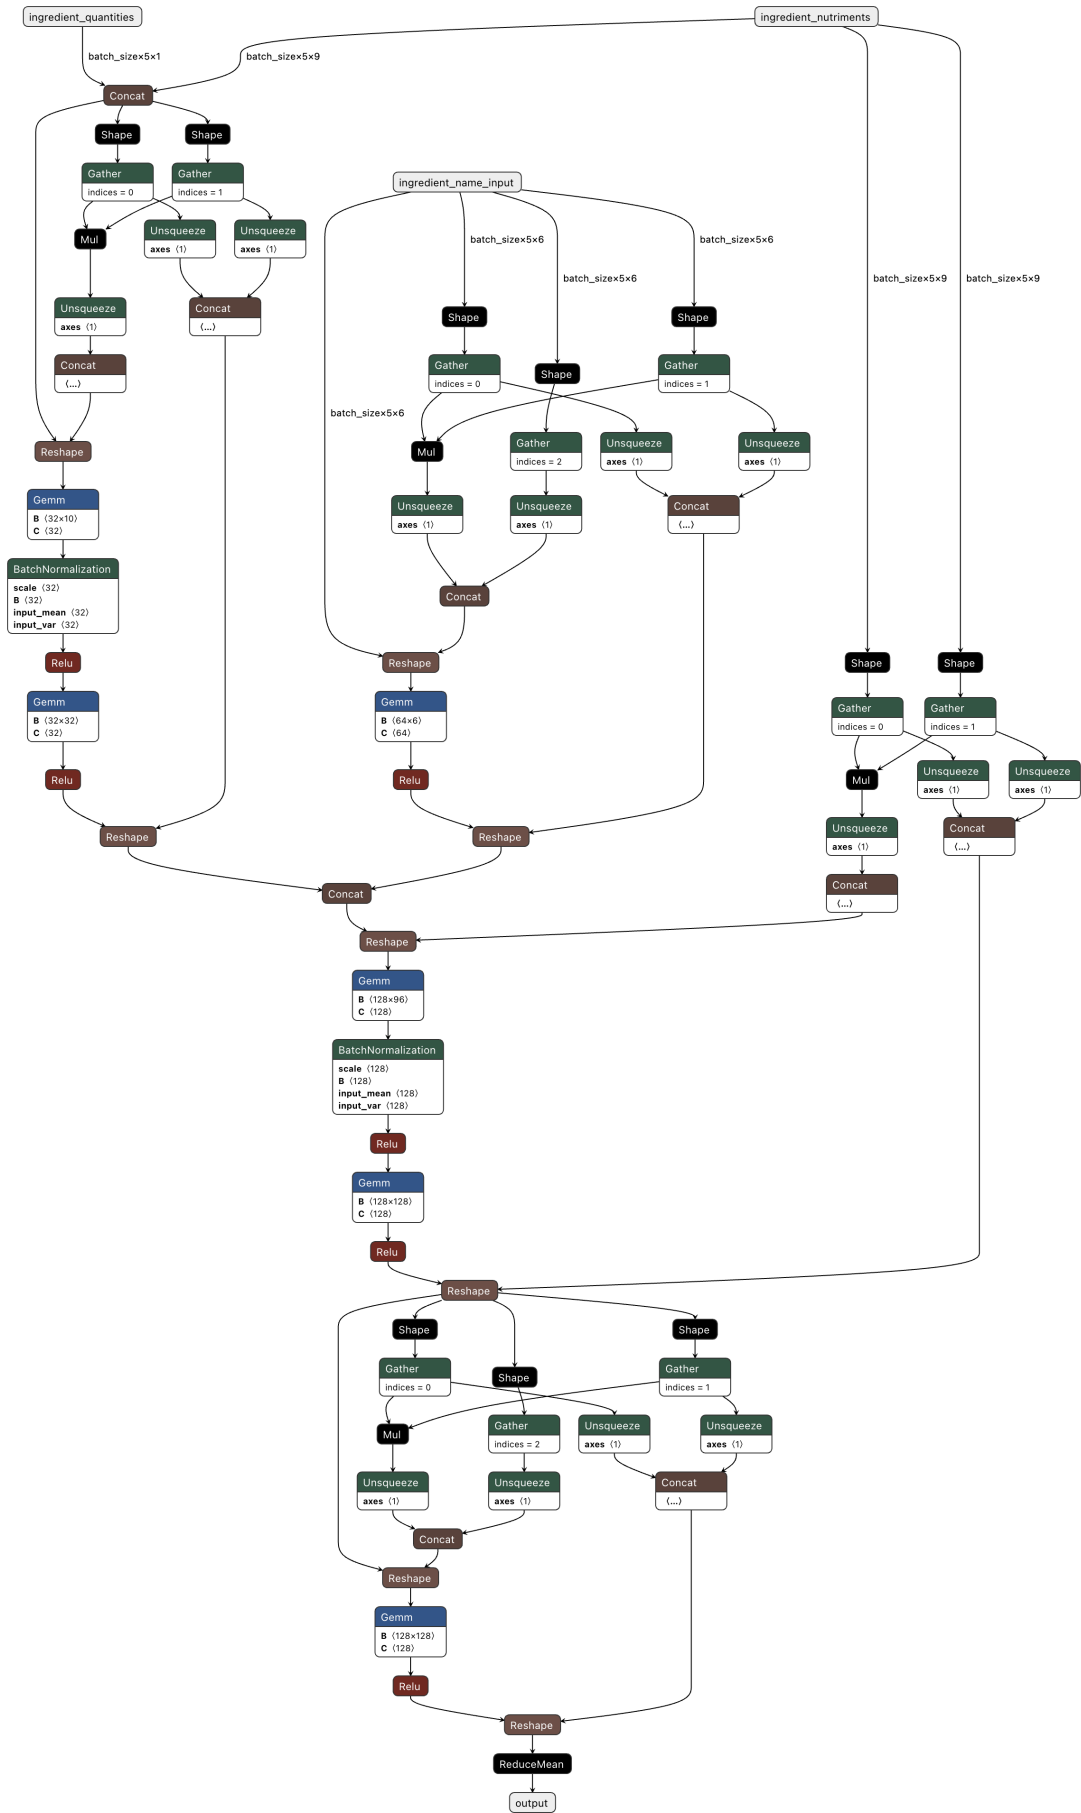 ingredient_quantities
ingredient_nutriments
batch_size×5×1
batch_size×5×9
Concat
Shape
Shape
Gather
indices = 0
Gather
indices = 1
ingredient_name_input
Mul
Unsqueeze
axes 〈1〉
Unsqueeze
axes 〈1〉
batch_size×5×6
batch_size×5×6
batch_size×5×6
batch_size×5×9
batch_size×5×9
Unsqueeze
axes 〈1〉
Concat
〈…〉
Shape
Shape
Concat
〈…〉
Gather
indices = 0
Shape
Gather
indices = 1
batch_size×5×6
Reshape
Mul
Gather
indices = 2
Unsqueeze
axes 〈1〉
Unsqueeze
axes 〈1〉
Gemm
B 〈32×10〉
C 〈32〉
Unsqueeze
axes 〈1〉
Unsqueeze
axes 〈1〉
Concat
〈…〉
BatchNormalization
scale 〈32〉
B 〈32〉
input_mean 〈32〉
input_var 〈32〉
Concat
Relu
Reshape
Shape
Shape
Gemm
B 〈32×32〉
C 〈32〉
Gemm
B 〈64×6〉
C 〈64〉
Gather
indices = 0
Gather
indices = 1
Relu
Relu
Mul
Unsqueeze
axes 〈1〉
Unsqueeze
axes 〈1〉
Reshape
Reshape
Unsqueeze
axes 〈1〉
Concat
〈…〉
Concat
Concat
〈…〉
Reshape
Gemm
B 〈128×96〉
C 〈128〉
BatchNormalization
scale 〈128〉
B 〈128〉
input_mean 〈128〉
input_var 〈128〉
Relu
Gemm
B 〈128×128〉
C 〈128〉
Relu
Reshape
Shape
Shape
Gather
indices = 0
Shape
Gather
indices = 1
Mul
Gather
indices = 2
Unsqueeze
axes 〈1〉
Unsqueeze
axes 〈1〉
Unsqueeze
axes 〈1〉
Unsqueeze
axes 〈1〉
Concat
〈…〉
Concat
Reshape
Gemm
B 〈128×128〉
C 〈128〉
Relu
Reshape
ReduceMean
output